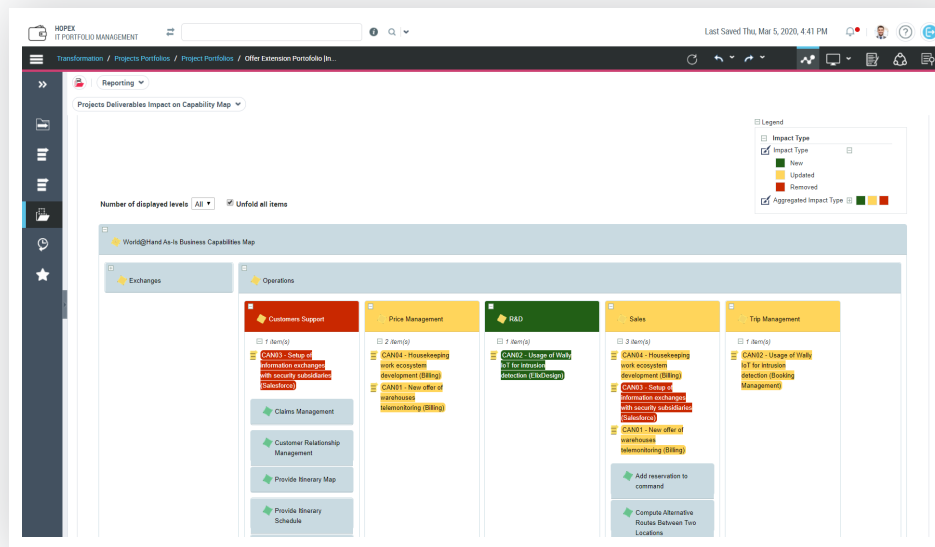 HOPEX
IT PORTFOLIO MANAGEMENT
Last Saved Thu, Mar 5, 2020, 4:41 PM
Transformation / Projects Portfolios / Project Portfolios / Offer Extension Portofolio [In...
Reporting
Projects Deliverables Impact on Capability Map
Legend
Impact Type
Impact Type
New
Updated
Removed
Aggregated Impact Type
Number of displayed levels All
Unfold all items
World@Hand As-Is Business Capabilities Map
Exchanges
Operations
Customers Support
1 item(s)
CAN03 - Setup of
information exchanges
with security subsidiaries
(Salesforce)
Claims Management
Customer Relationship
Management
Provide Itinerary Map
Provide Itinerary
Schedule
Price Management
2 item(s)
CAN04 - Housekeeping
work ecosystem
development (Billing)
CAN01 - New offer of
warehouses
telemonitoring (Billing)
R&D
1 item(s)
CAN02 - Usage of Wally
IoT for Intrusion
detection (ElixDesign)
Sales
3 item(s)
CAN04 - Housekeeping
work ecosystem
development (Billing)
CAN03 - Setup of
information exchanges
with security subsidiaries
(Salesforce)
CAN01 - New offer of
warehouses
telemonitoring (Billing)
Add reservation to
command
Compute Alternative
Routes Between Two
Locations
Trip Management
1 item(s)
CAN02 - Usage of Wally
IoT for Intrusion
detection (Booking
Management)